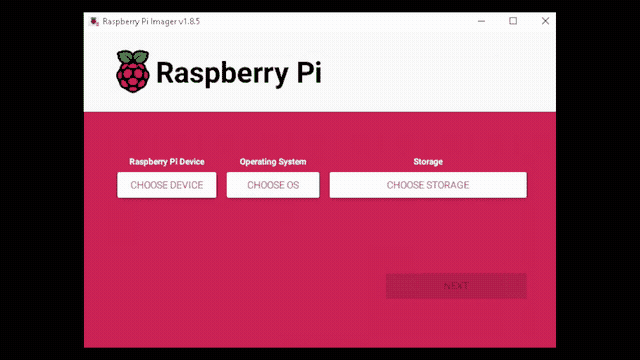 Raspberry Pi Imager v1.8.5
Raspberry Pi
Raspberry Pi Device Operating System Storage
CHOOSE DEVICE CHOOSE OS CHOOSE STORAGE
NEXT